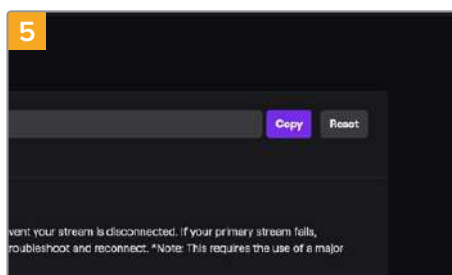 5
Copy Reset
vent your stream is disconnected. If your primary stream fails,
roubleshoot and reconnect. *Note: This requires the use of a major